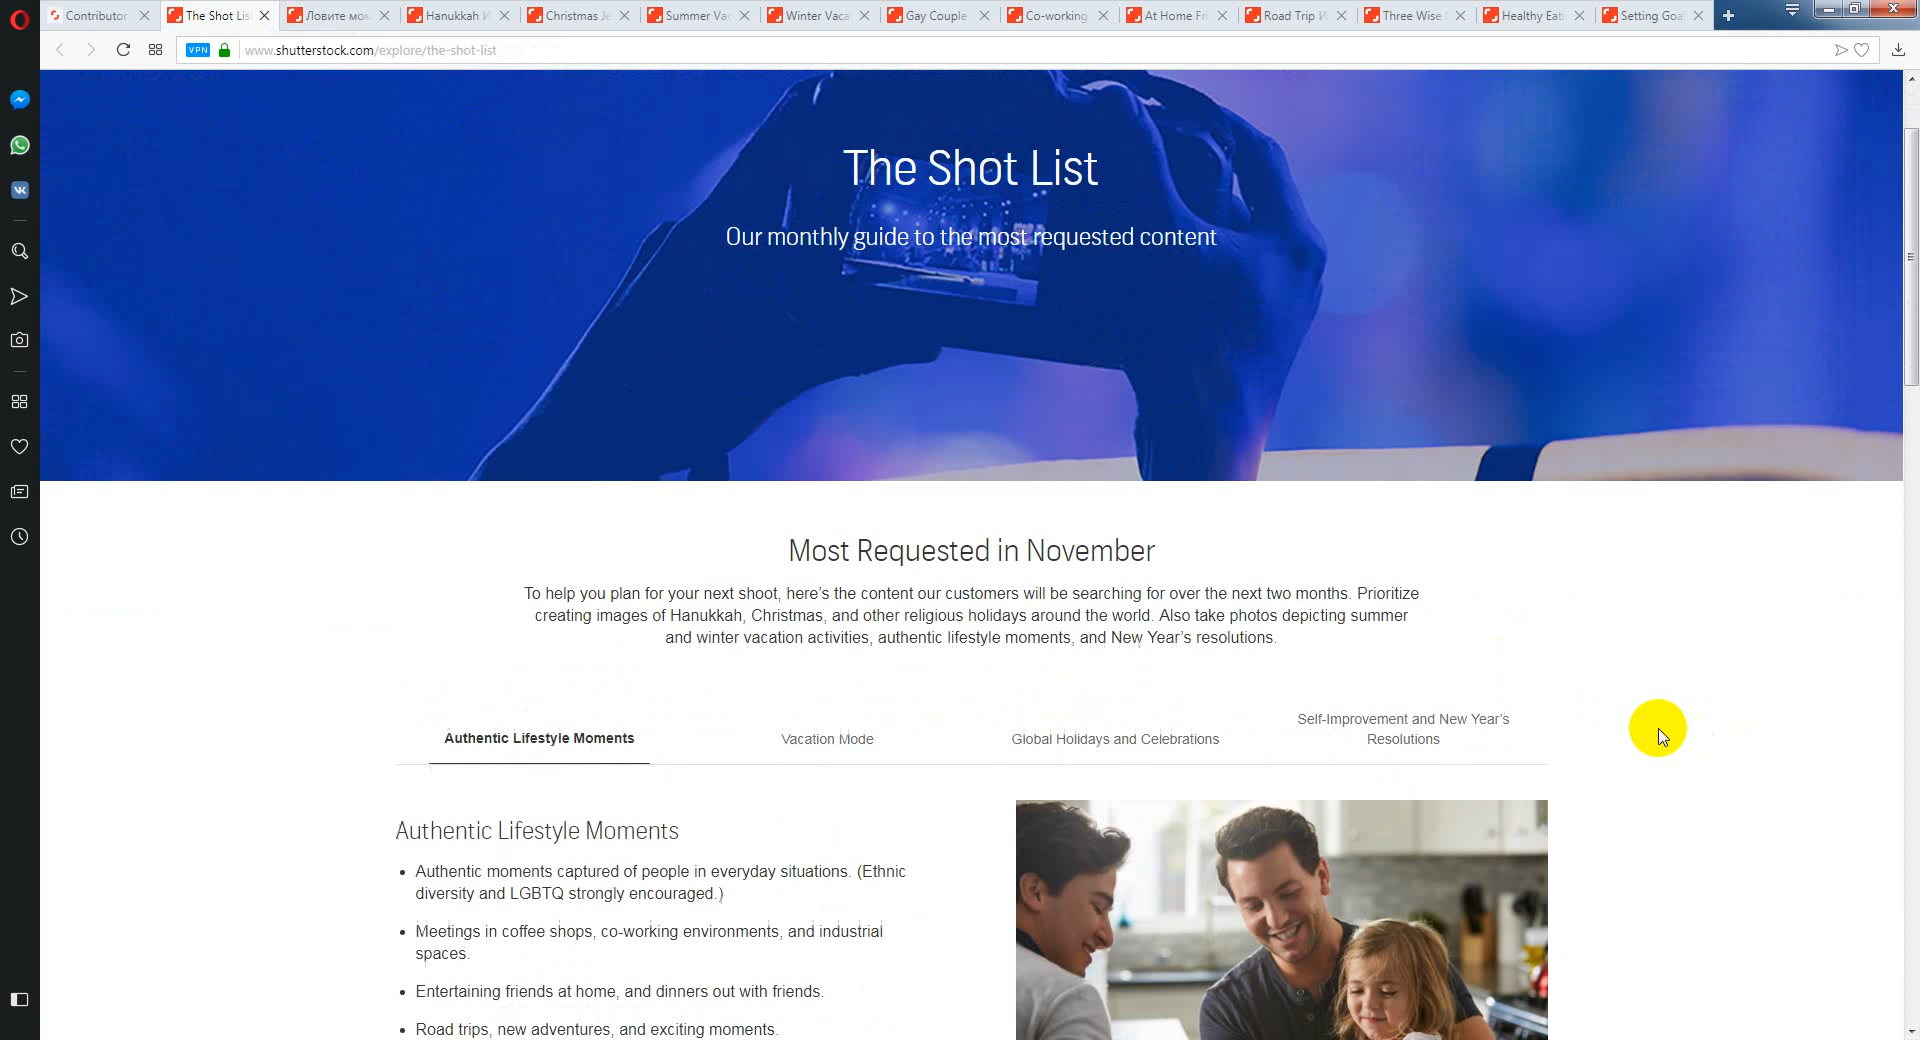 Contributor
The Shot Lis
Ловите мо
Hanukkah
Christmas Je
Summer Va
Winter Vaca
Gay Couple
Co-working
At Home Fri
Road Trip
Three Wise
Healthy Eati
Setting Goal
VPN
www.shutterstock.com/explore/the-shot-list
The Shot List
Our monthly guide to the most requested content
Most Requested in November
To help you plan for your next shoot, here’s the content our customers will be searching for over the next two months. Prioritize
creating images of Hanukkah, Christmas, and other religious holidays around the world. Also take photos depicting summer
and winter vacation activities, authentic lifestyle moments, and New Year’s resolutions.
Authentic Lifestyle Moments
Vacation Mode
Global Holidays and Celebrations
Self-Improvement and New Year’s
Resolutions
Authentic Lifestyle Moments
• Authentic moments captured of people in everyday situations. (Ethnic
diversity and LGBTQ strongly encouraged.)
• Meetings in coffee shops, co-working environments, and industrial
spaces.
• Entertaining friends at home, and dinners out with friends.
• Road trips, new adventures, and exciting moments.